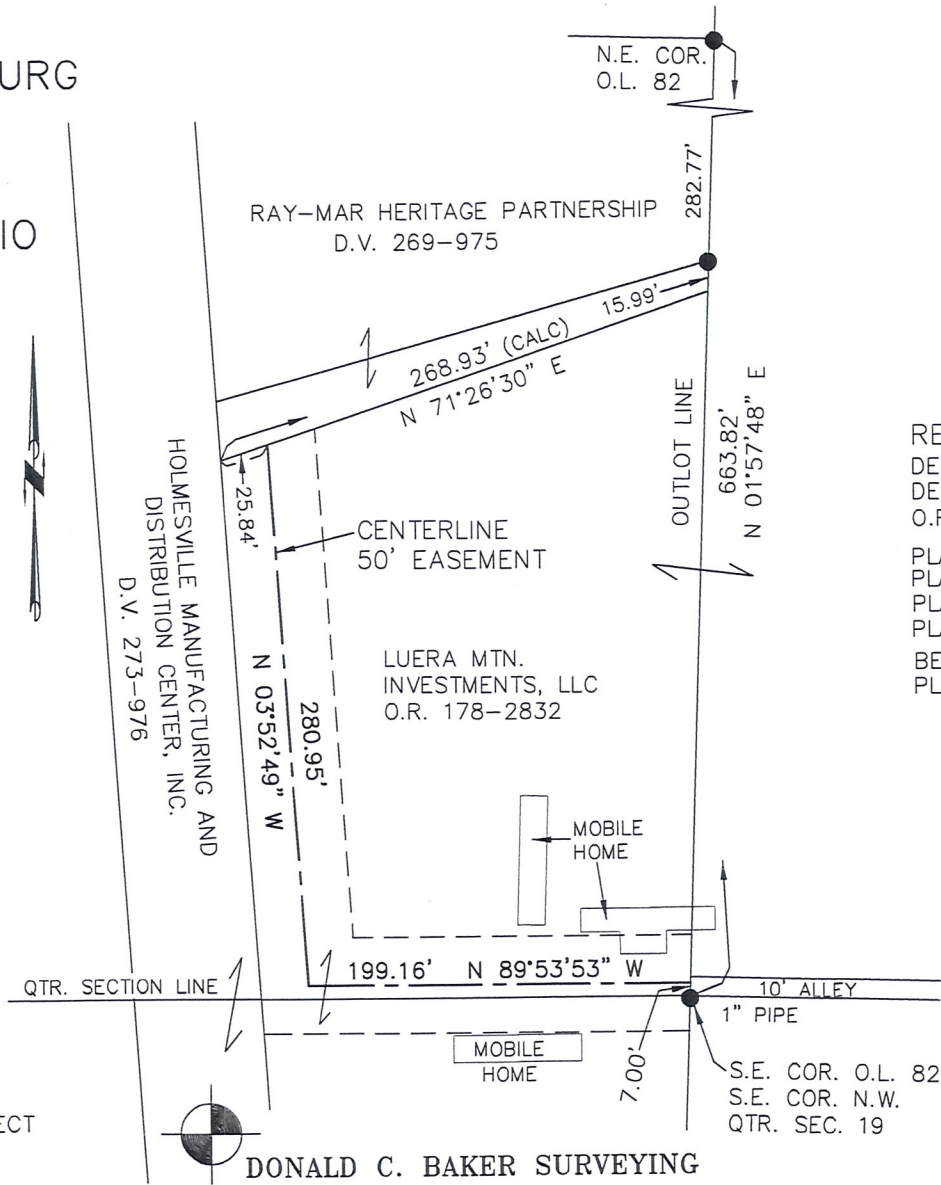 URG
IO
N.E. COR.
O.L. 82
282.77'
RAY-MAR HERITAGE PARTNERSHIP
D.V. 269-975
15.99'
268.93' (CALC)
N 71°26'30" E
OUTLOT LINE
663.82'
N 01°57'48" E
25.84'
CENTERLINE
50' EASEMENT
HOLMESVILLE MANUFACTURING AND
DISTRIBUTION CENTER, INC.
D.V. 273-976
N 03°52'49" W
280.95'
LUERA MTN.
INVESTMENTS, LLC
O.R. 178-2832
RE
DE
DE
O.F
PLA
PLA
PLA
PLA
BE
PL
MOBILE
HOME
QTR. SECTION LINE
199.16' N 89°53'53" W
10' ALLEY
1" PIPE
MOBILE
HOME
7.00'
S.E. COR. O.L. 82
S.E. COR. N.W.
QTR. SEC. 19
ECT
DONALD C. BAKER SURVEYING